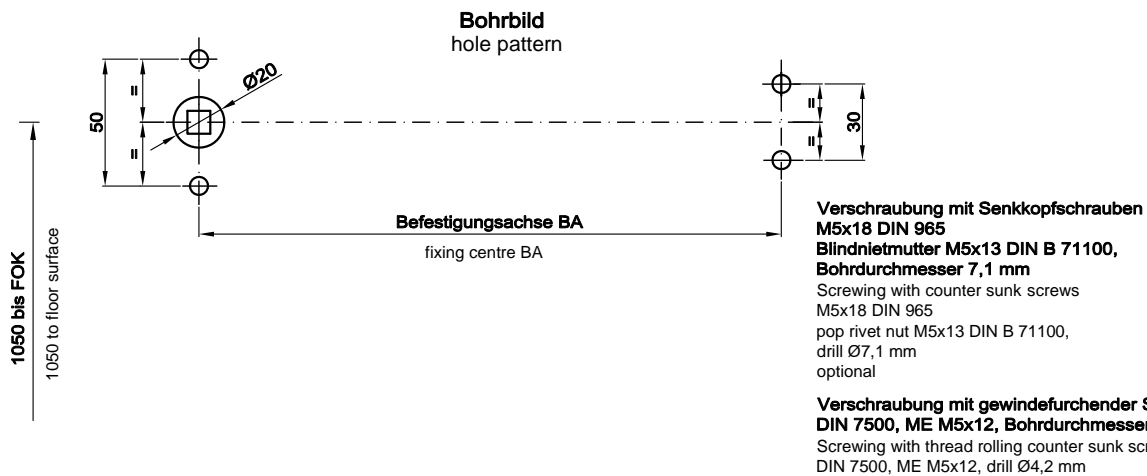 Bohrbild
hole pattern
Ø20
50
=
=
=
=
30
Befestigungsachse BA
fixing centre BA
1050 bis FOK
1050 to floor surface
Verschraubung mit Senkkopfschrauben
M5x18 DIN 965
Blindnietmutter M5x13 DIN B 71100,
Bohrdurchmesser 7,1 mm
Screwing with counter sunk screws
M5x18 DIN 965
pop rivet nut M5x13 DIN B 71100,
drill Ø7,1 mm
optional
Verschraubung mit gewindefurchender S
DIN 7500, ME M5x12, Bohrdurchmesser
Screwing with thread rolling counter sunk scr
DIN 7500, ME M5x12, drill Ø4,2 mm